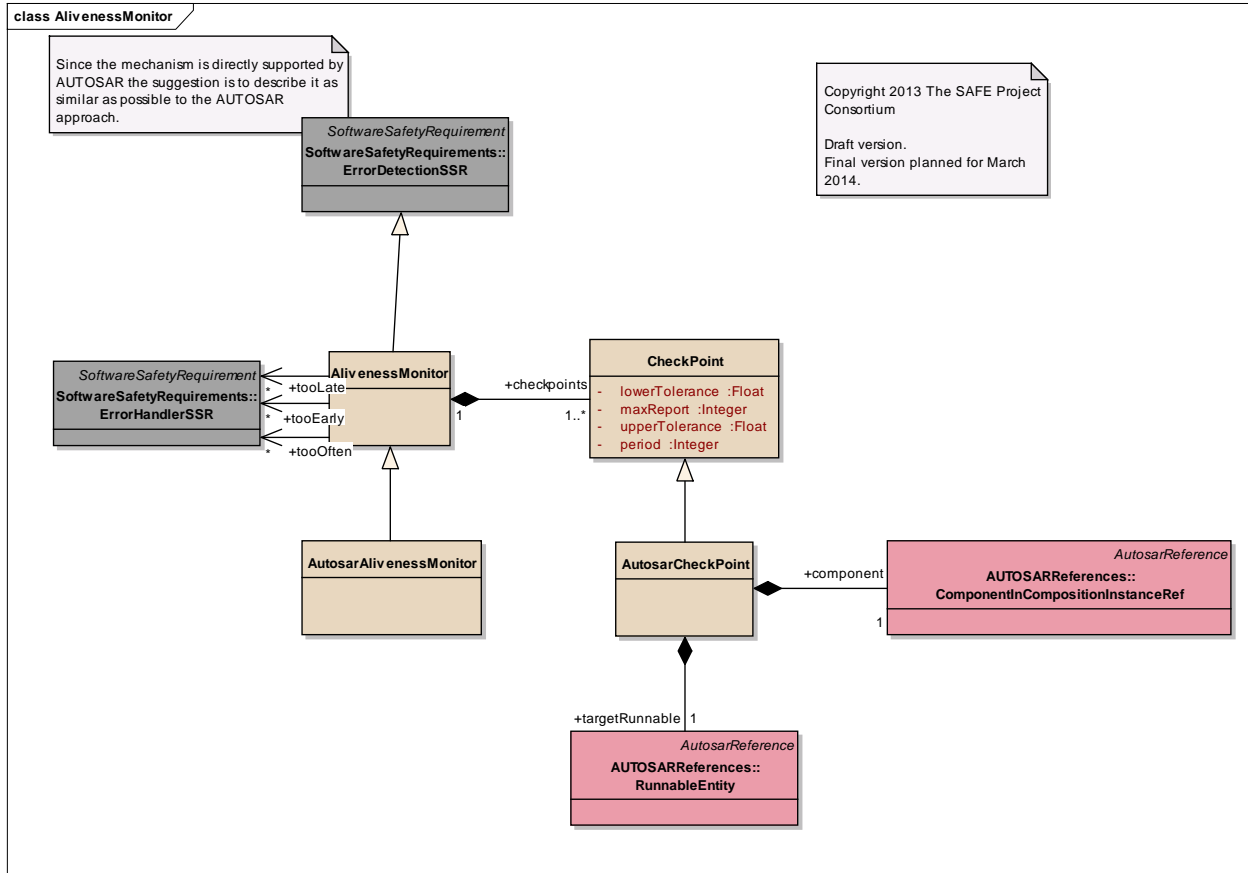 class AlivenessMonitor
Since the mechanism is directly supported by
AUTOSAR the suggestion is to describe it as
similar as possible to the AUTOSAR
approach.
Copyright 2013 The SAFE Project
Consortium
Draft version.
Final version planned for March
2014.
SoftwareSafetyRequirement
SoftwareSafetyRequirements::
ErrorDetectionSSR
SoftwareSafetyRequirement
SoftwareSafetyRequirements::
ErrorHandlerSSR
* +tooLate
* +tooEarly
* +tooOften
AlivenessMonitor
1
+checkpoints
1..*
CheckPoint
- lowerTolerance :Float
- maxReport :Integer
- upperTolerance :Float
- period :Integer
AutosarAlivenessMonitor
AutosarCheckPoint
+component
1
AutosarReference
AUTOSARReferences::
ComponentInCompositionInstanceRef
+targetRunnable 1
AutosarReference
AUTOSARReferences::
RunnableEntity